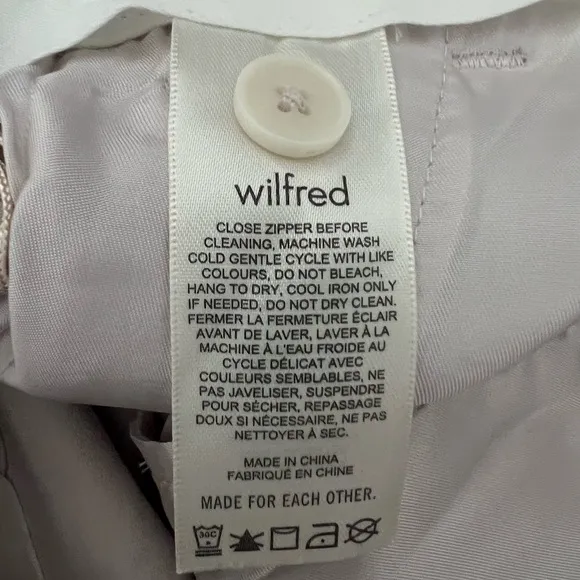 wilfred
CLOSE ZIPPER BEFORE
CLEANING, MACHINE WASH
COLD GENTLE CYCLE WITH LIKE
COLOURS, DO NOT BLEACH,
HANG TO DRY, COOL IRON ONLY
IF NEEDED, DO NOT DRY CLEAN.
FERMER LA FERMETURE ÉCLAIR
AVANT DE LAVER, LAVER À LA
MACHINE À L'EAU FROIDE AU
CYCLE DÉLICAT AVEC
COULEURS SEMBLABLES, NE
PAS JAVELISER, SUSPENDRE
POUR SÉCHER, REPASSAGE
DOUX SI NÉCESSAIRE, NE PAS
NETTOYER À SEC.
MADE IN CHINA
FABRIQUÉ EN CHINE
MADE FOR EACH OTHER.
30C